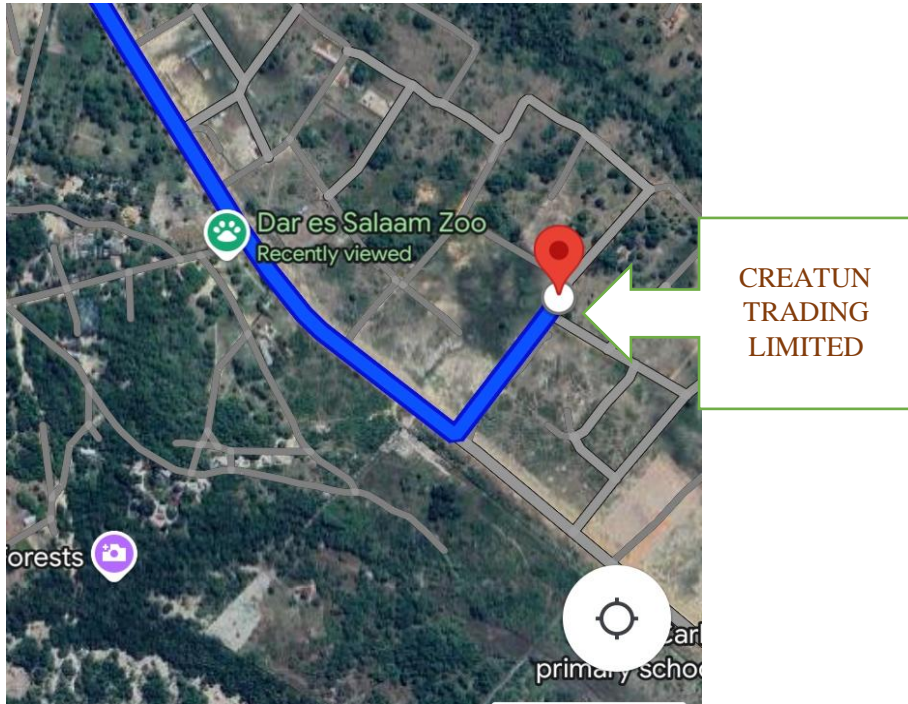 Dar es Salaam Zoo
Recently viewed
CREATUN
TRADING
LIMITED
orests
primary schoo